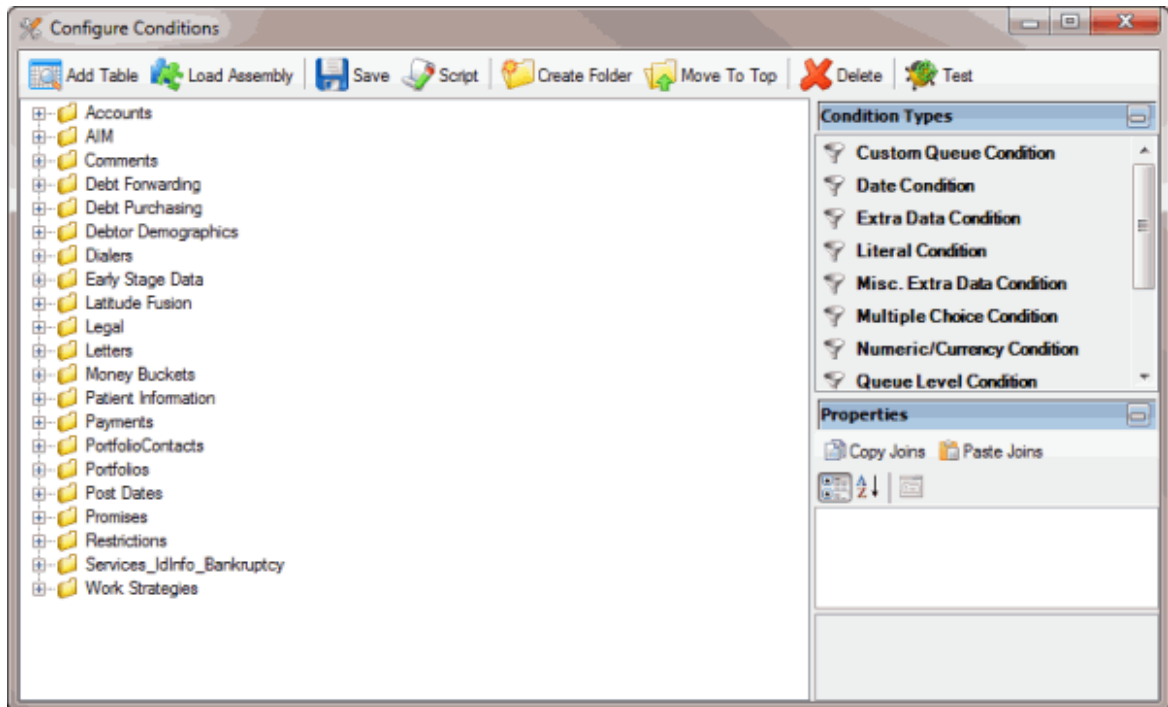 Configure Conditions
Add Table Load Assembly Save Script Create Folder Move To Top Delete Test
Accounts
AIM
Comments
Debt Forwarding
Debt Purchasing
Debtor Demographics
Dialers
Early Stage Data
Latitude Fusion
Legal
Letters
Money Buckets
Patient Information
Payments
PortfolioContacts
Portfolios
Post Dates
Promises
Restrictions
Services_IdInfo_Bankruptcy
Work Strategies
Condition Types
Custom Queue Condition
Date Condition
Extra Data Condition
Literal Condition
Misc. Extra Data Condition
Multiple Choice Condition
Numeric/Currency Condition
Queue Level Condition
Properties
Copy Joins Paste Joins